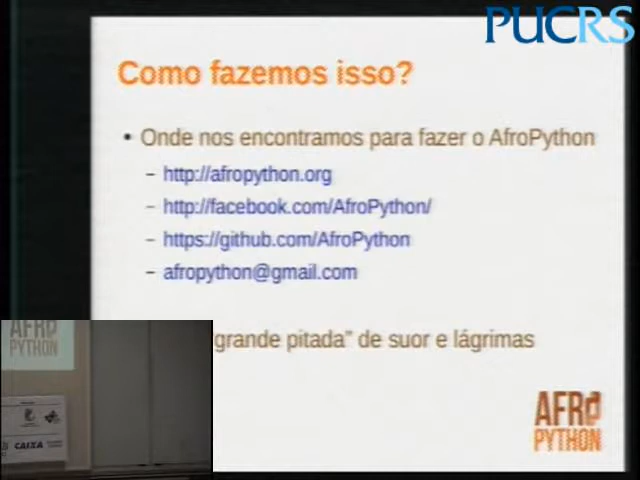 PUCRS
Como fazemos isso?
• Onde nos encontramos para fazer o AfroPython
– http://afropython.org
– http://facebook.com/AfroPython/
– https://github.com/AfroPython
– afropython@gmail.com
grande pitada” de suor e lágrimas
AFRO
PYTHON
CAIXA
AFRO
PYTHON